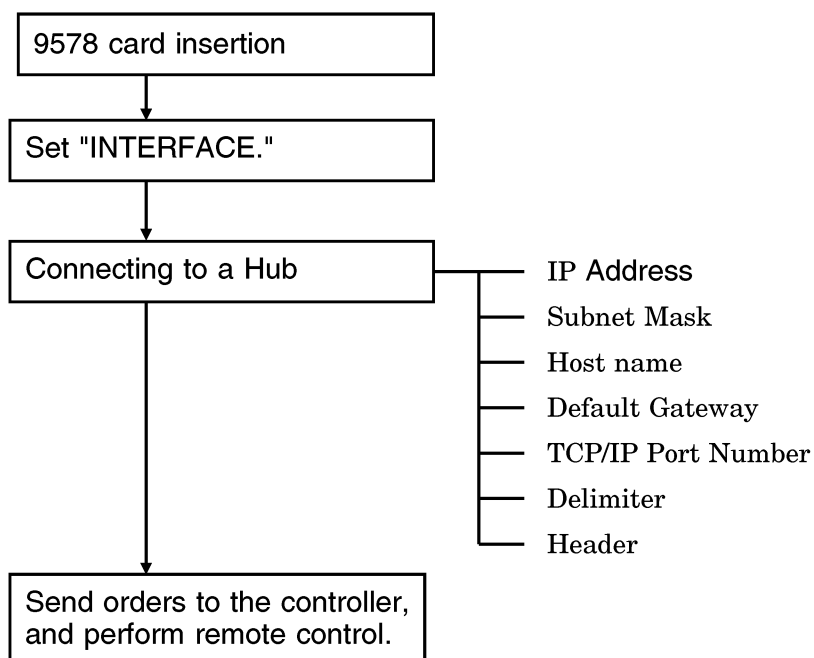 9578 card insertion
Set "INTERFACE."
Connecting to a Hub
IP Address
Subnet Mask
Host name
Default Gateway
TCP/IP Port Number
Delimiter
Header
Send orders to the controller,
and perform remote control.